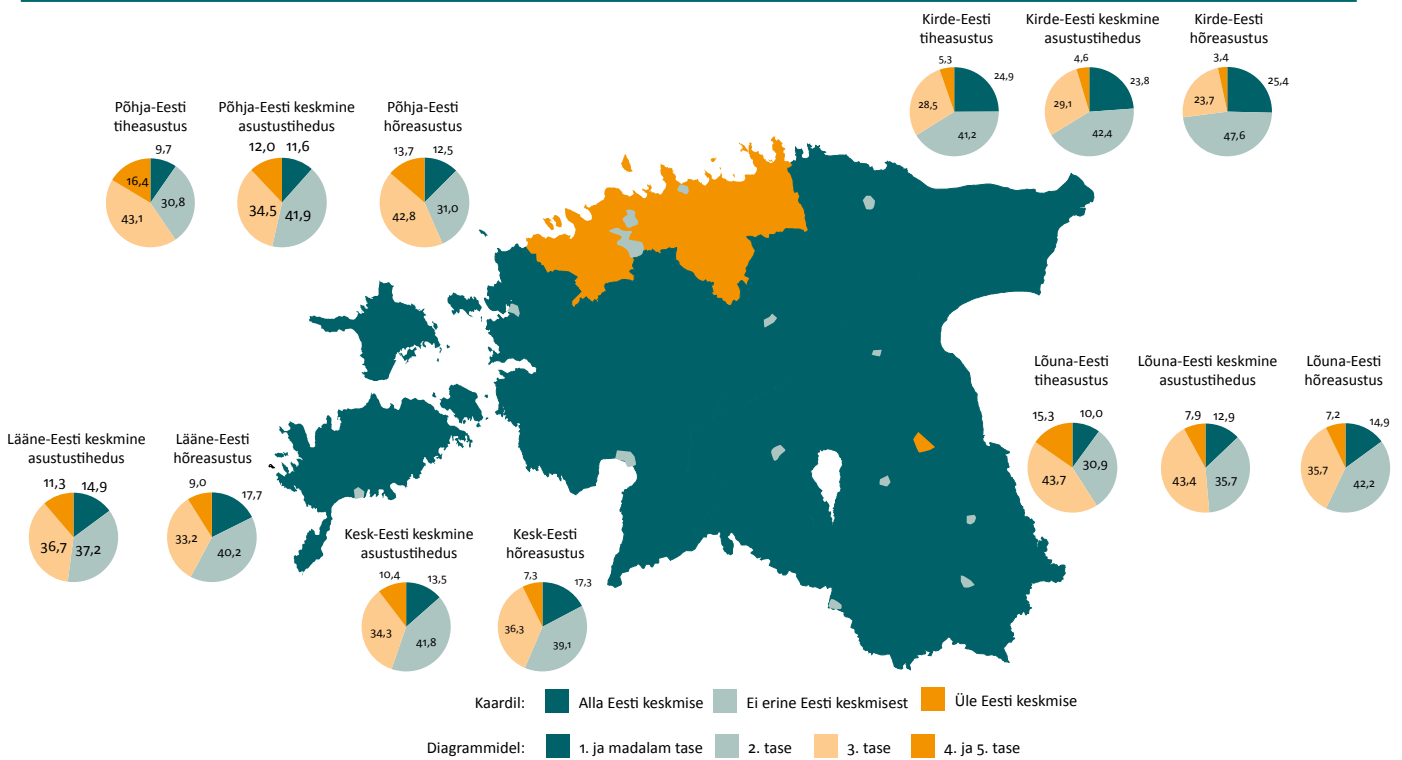 Kirde-Eesti
tiheasustus
5,3
24,9
28,5
41,2
Kirde-Eesti keskmine
asustustihedus
4,6
23,8
29,1
42,4
Kirde-Eesti
hõreasustus
3,4
25,4
23,7
47,6
Põhja-Eesti
tiheasustus
9,7
16,4
30,8
43,1
Põhja-Eesti keskmine
asustustihedus
12,0 11,6
34,5 41,9
Põhja-Eesti
hõreasustus
13,7 12,5
42,8 31,0
Lõuna-Eesti
tiheasustus
15,3 10,0
30,9
43,7
Lõuna-Eesti keskmine
asustustihedus
7,9 12,9
43,4 35,7
Lõuna-Eesti
hõreasustus
7,2
14,9
35,7
42,2
Lääne-Eesti keskmine
asustustihedus
11,3 14,9
36,7 37,2
Lääne-Eesti
hõreasustus
9,0
17,7
33,2
40,2
Kesk-Eesti keskmine
asustustihedus
10,4 13,5
34,3
41,8
Kesk-Eesti
hõreasustus
7,3 17,3
36,3
39,1
Kaardil: Alla Eesti keskmise Ei erine Eesti keskmisest Üle Eesti keskmise
Diagrammidel: 1. ja madalam tase 2. tase 3. tase 4. ja 5. tase